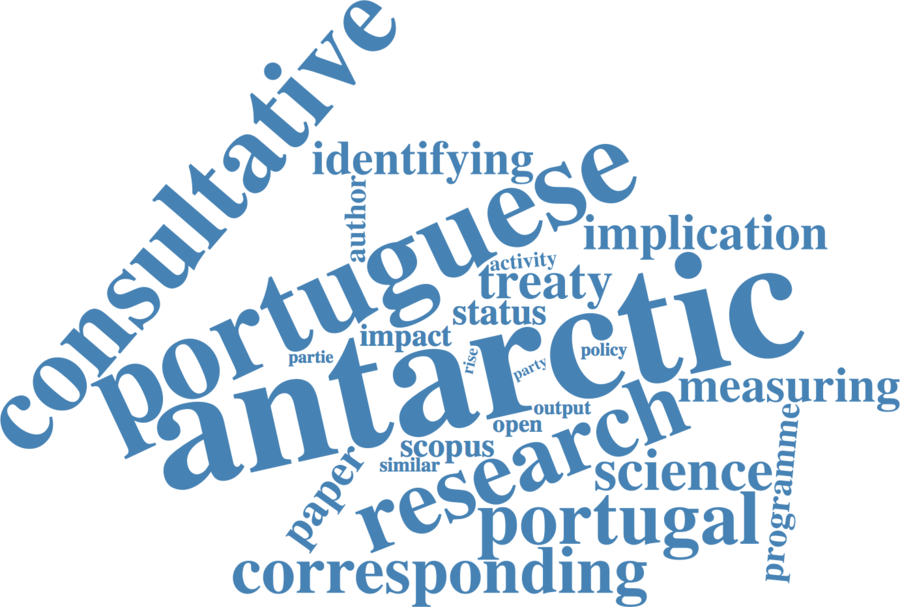 consultative
identifying
author
portuguese
implication
activity
treaty
status
antarctic
impact
partie
rise
party
policy
measuring
output
open
scopus
similar
research
paper
science
programme
portugal
corresponding